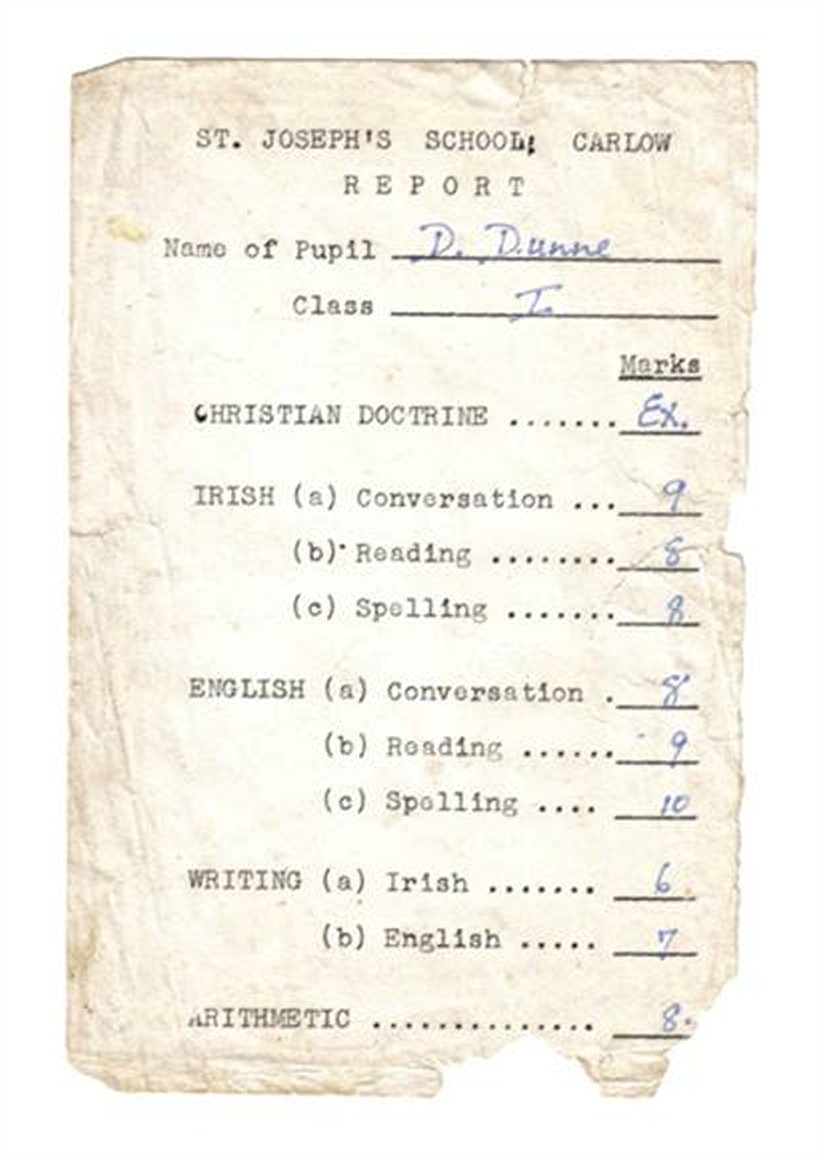 ST. JOSEPH'S SCHOOL; CARLOW
REPORT
Name of Pupil D. Dunne
Class I.
Marks
CHRISTIAN DOCTRINE ....... Ex.
IRISH (a) Conversation ... 9
(b) Reading ........ 8
(c) Spelling ....... 8
ENGLISH (a) Conversation . 8
(b) Reading ...... 9
(c) Spelling .... 10
WRITING (a) Irish ....... 6
(b) English ..... 7
ARITHMETIC .............. 8.